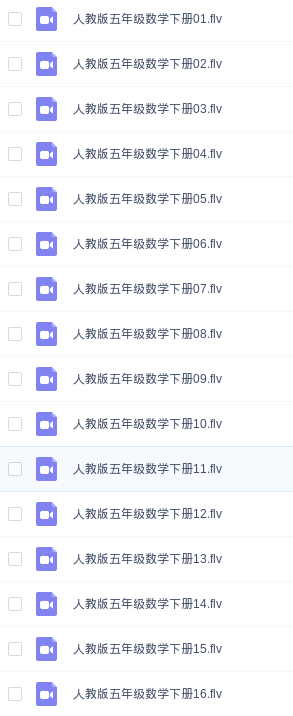 人教版五年级数学下册01.flv
人教版五年级数学下册02.flv
人教版五年级数学下册03.flv
人教版五年级数学下册04.flv
人教版五年级数学下册05.flv
人教版五年级数学下册06.flv
人教版五年级数学下册07.flv
人教版五年级数学下册08.flv
人教版五年级数学下册09.flv
人教版五年级数学下册10.flv
人教版五年级数学下册11.flv
人教版五年级数学下册12.flv
人教版五年级数学下册13.flv
人教版五年级数学下册14.flv
人教版五年级数学下册15.flv
人教版五年级数学下册16.flv